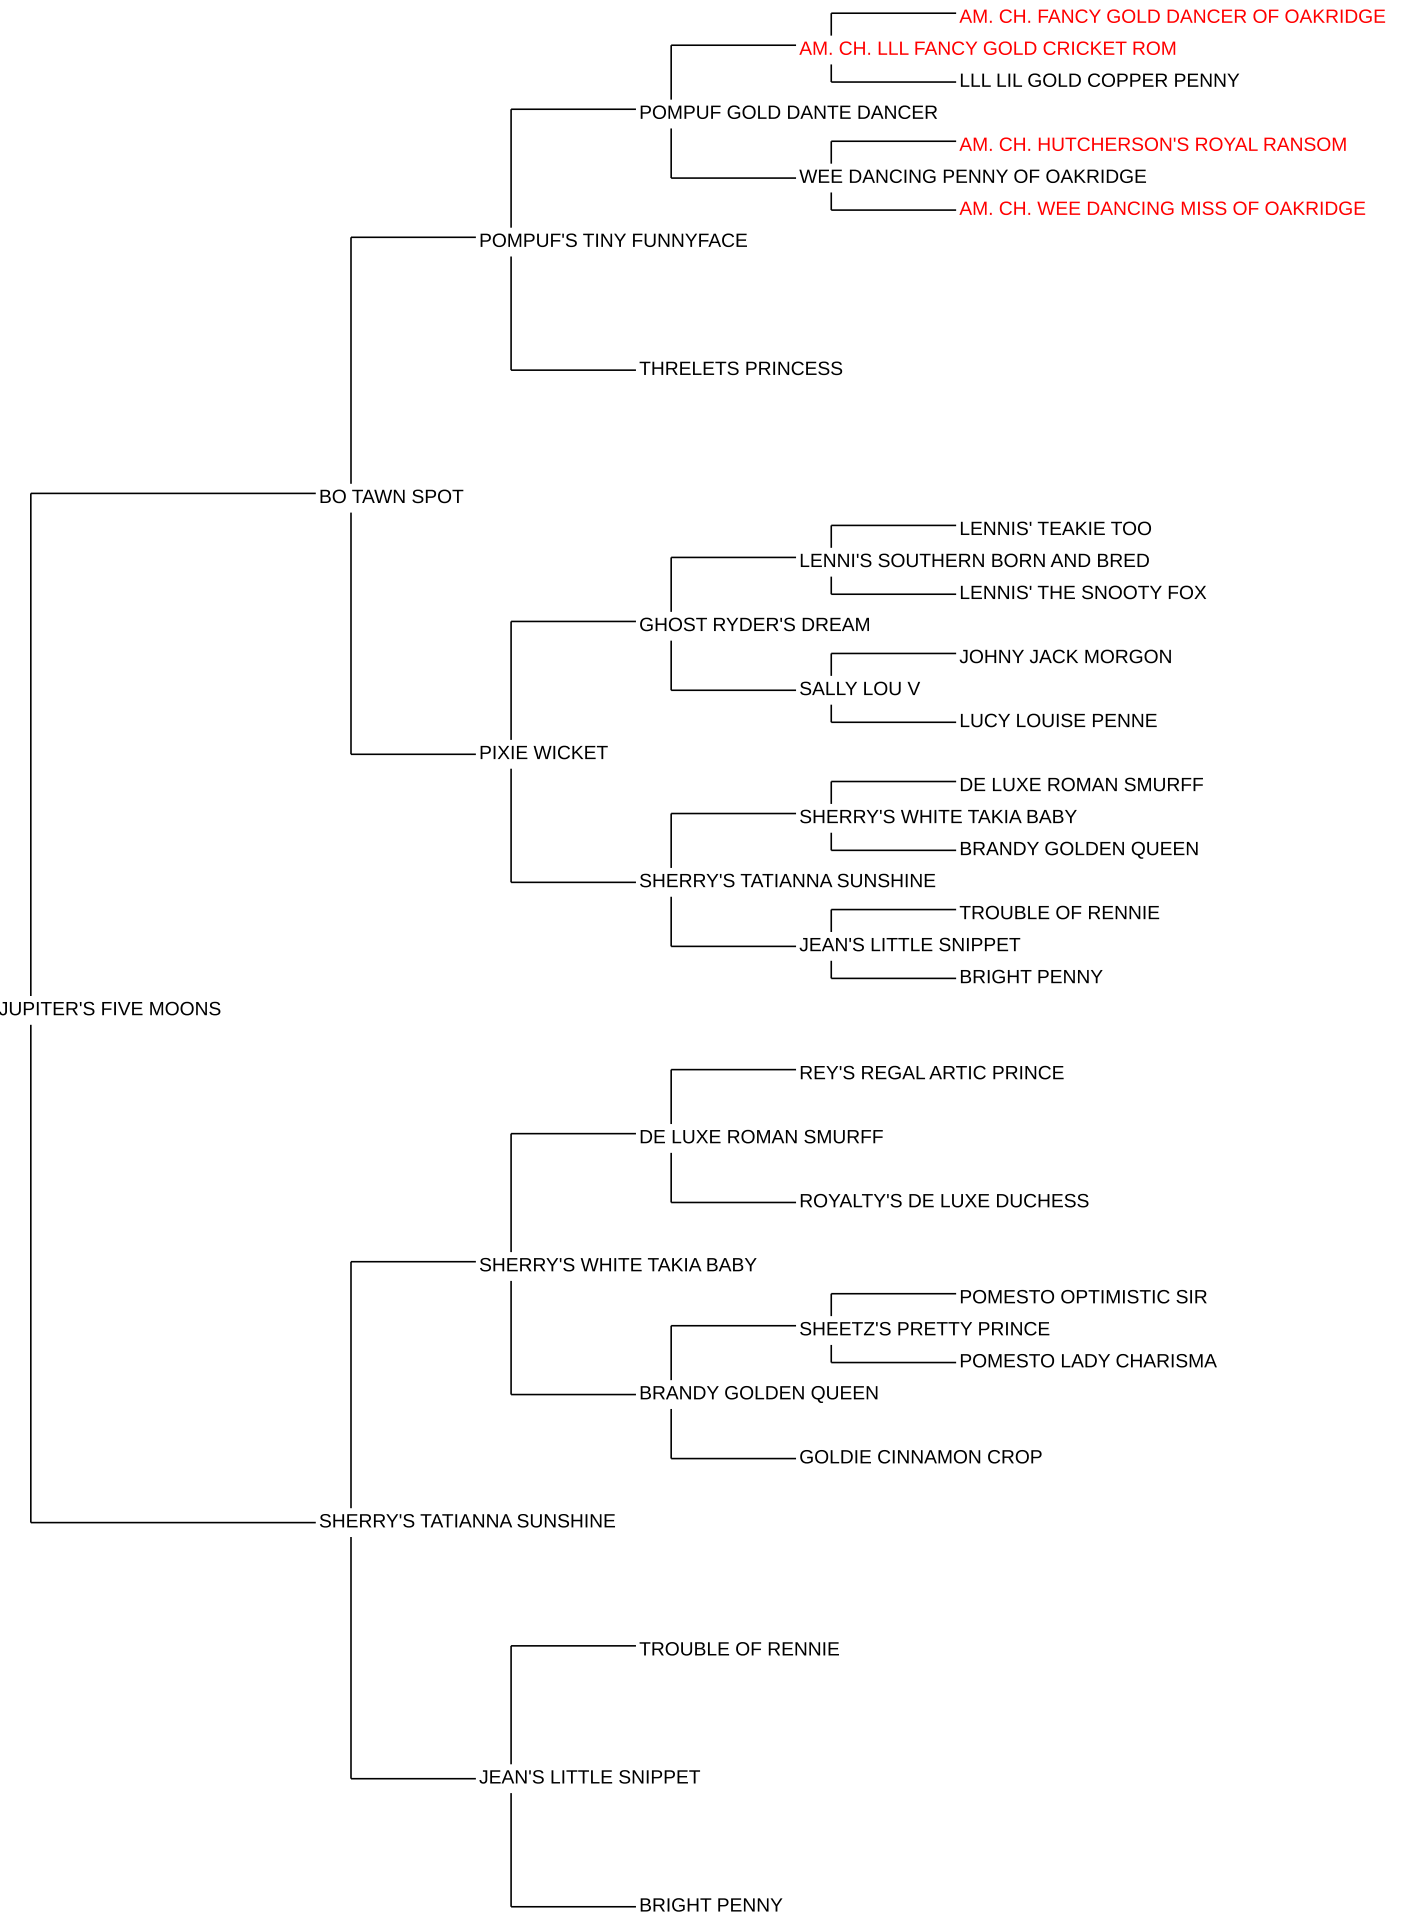 AM. CH. FANCY GOLD DANCER OF OAKRIDGE
AM. CH. LLL FANCY GOLD CRICKET ROM
LLL LIL GOLD COPPER PENNY
POMPUF GOLD DANTE DANCER
AM. CH. HUTCHERSON'S ROYAL RANSOM
WEE DANCING PENNY OF OAKRIDGE
AM. CH. WEE DANCING MISS OF OAKRIDGE
POMPUF'S TINY FUNNYFACE
THRELETS PRINCESS
BO TAWN SPOT
LENNIS' TEAKIE TOO
LENNI'S SOUTHERN BORN AND BRED
LENNIS' THE SNOOTY FOX
GHOST RYDER'S DREAM
JOHNY JACK MORGON
SALLY LOU V
LUCY LOUISE PENNE
PIXIE WICKET
DE LUXE ROMAN SMURFF
SHERRY'S WHITE TAKIA BABY
BRANDY GOLDEN QUEEN
SHERRY'S TATIANNA SUNSHINE
TROUBLE OF RENNIE
JEAN'S LITTLE SNIPPET
BRIGHT PENNY
JUPITER'S FIVE MOONS
REY'S REGAL ARTIC PRINCE
DE LUXE ROMAN SMURFF
ROYALTY'S DE LUXE DUCHESS
SHERRY'S WHITE TAKIA BABY
POMESTO OPTIMISTIC SIR
SHEETZ'S PRETTY PRINCE
POMESTO LADY CHARISMA
BRANDY GOLDEN QUEEN
GOLDIE CINNAMON CROP
SHERRY'S TATIANNA SUNSHINE
TROUBLE OF RENNIE
JEAN'S LITTLE SNIPPET
BRIGHT PENNY